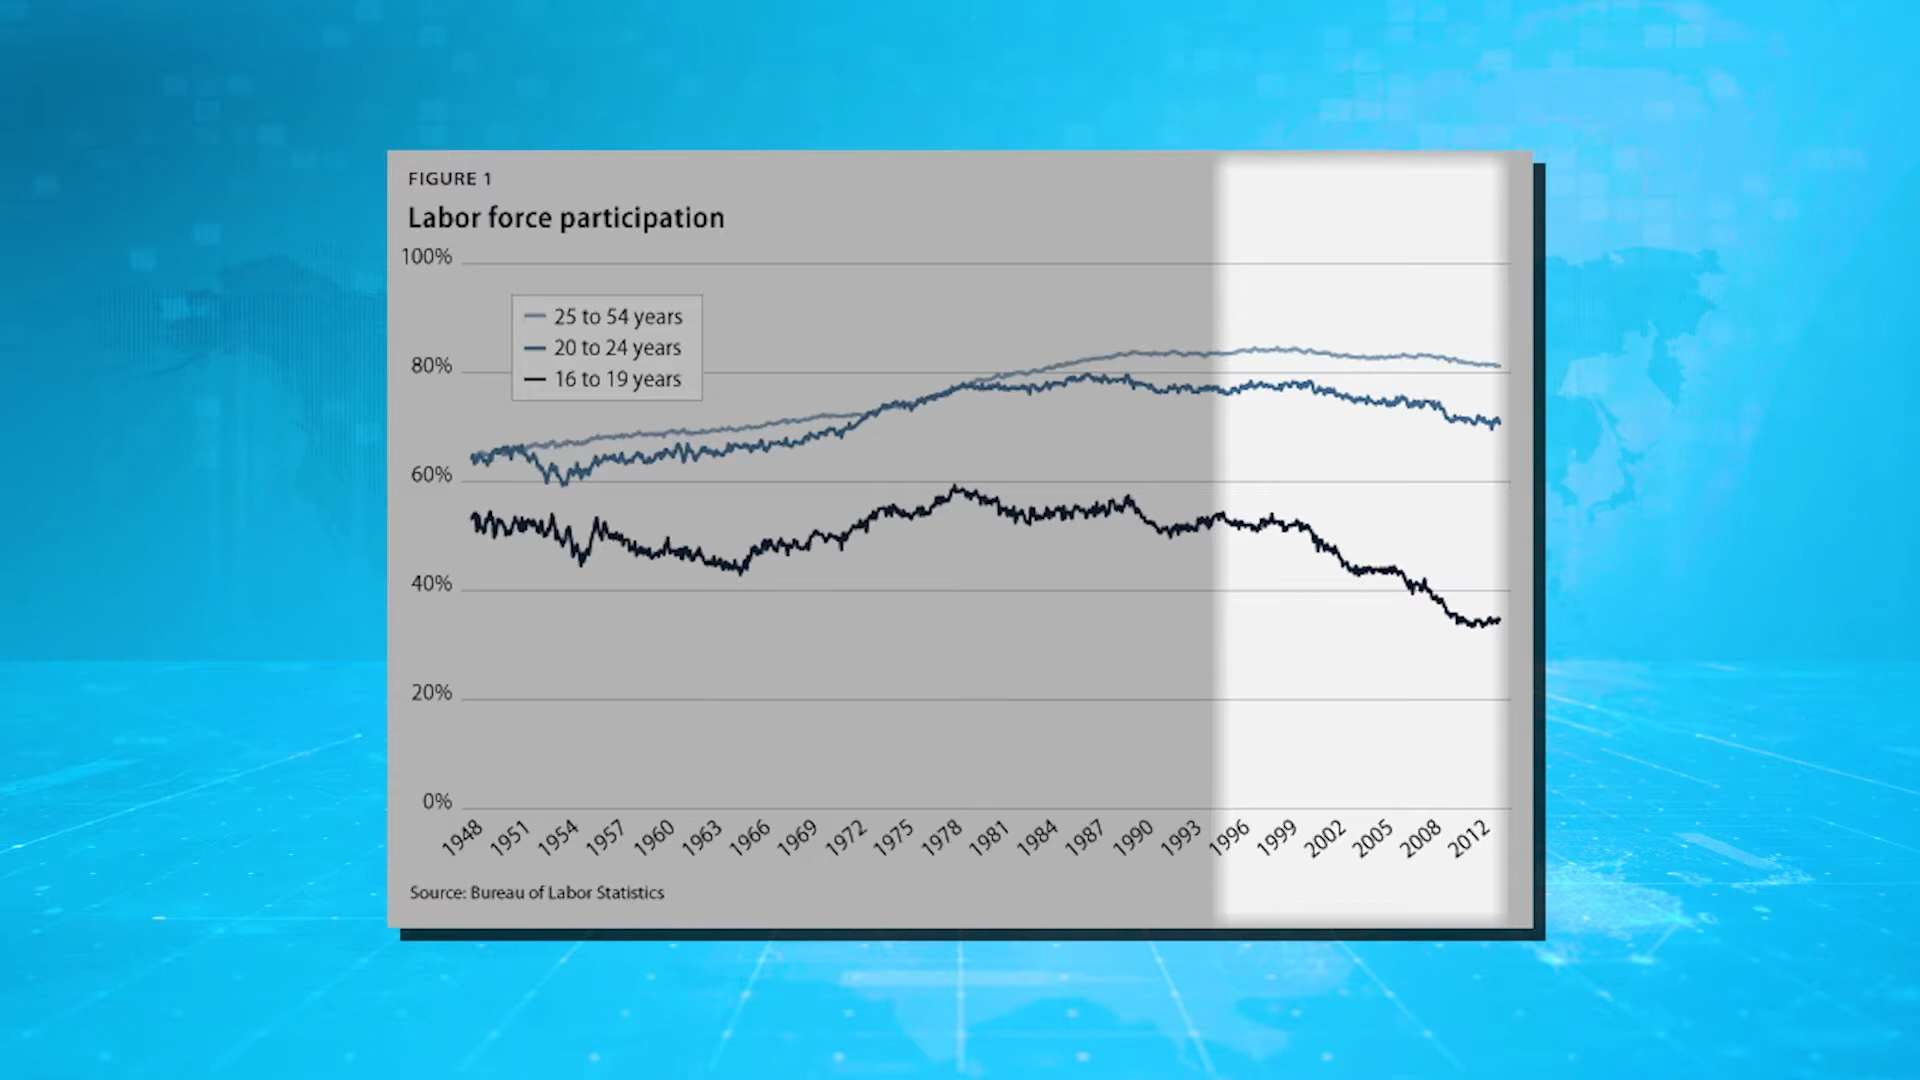 FIGURE 1
Labor force participation
100%
25 to 54 years
20 to 24 years
16 to 19 years
80%
60%
40%
20%
0%
1948 1951 1954 1957 1960 1963 1966 1969 1972 1975 1978 1981 1984 1987 1990 1993 1996 1999 2002 2005 2008 2012
Source: Bureau of Labor Statistics